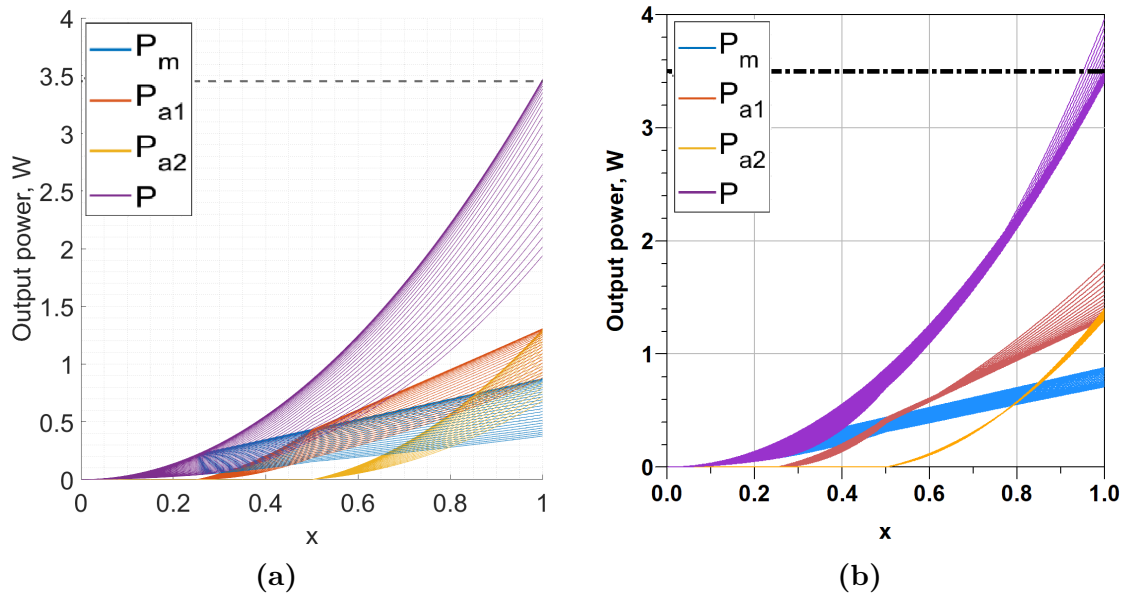 4
3.5
3
2.5
2
1.5
1
0.5
0
Output power, W
P_m
P_a1
P_a2
P
0 0.2 0.4 0.6 0.8 1
x
(a)
4
3
2
1
0
Output power, W
P_m
P_a1
P_a2
P
0.0 0.2 0.4 0.6 0.8 1.0
x
(b)